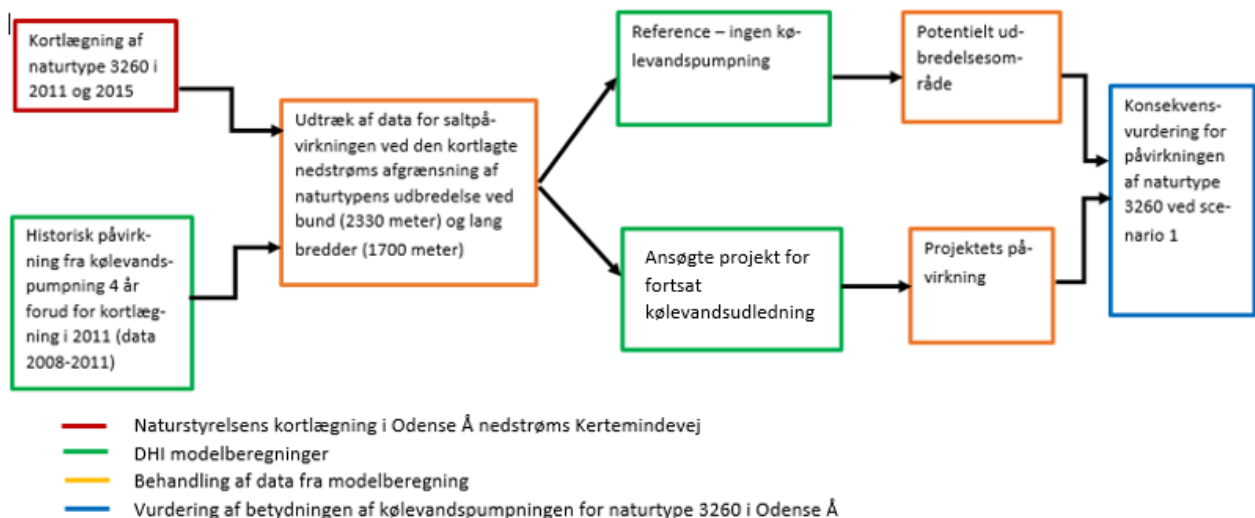 Kortlægning af
naturtype 3260 i
2011 og 2015
Historisk påvirk-
ning fra kølevands-
pumpning 4 år
forud for kortlæg-
ning i 2011 (data
2008-2011)
Udtræk af data for saltpå-
virkningen ved den kortlagte
nedstrøms afgrænsning af
naturtypens udbredelse ved
bund (2330 meter) og lang
bredder (1700 meter)
Reference – ingen kø-
levandspumpning
Ansøgte projekt for
fortsat
kølevandsudledning
Potentielt ud-
bredelsesom-
råde
Projektets på-
virkning
Konsekvens-
vurdering for
påvirkningen
af naturtype
3260 ved sce-
nario 1
Naturstyrelsens kortlægning i Odense Å nedstrøms Kertemindevej
DHI modelberegninger
Behandling af data fra modelberegning
Vurdering af betydningen af kølevandspumpningen for naturtype 3260 i Odense Å